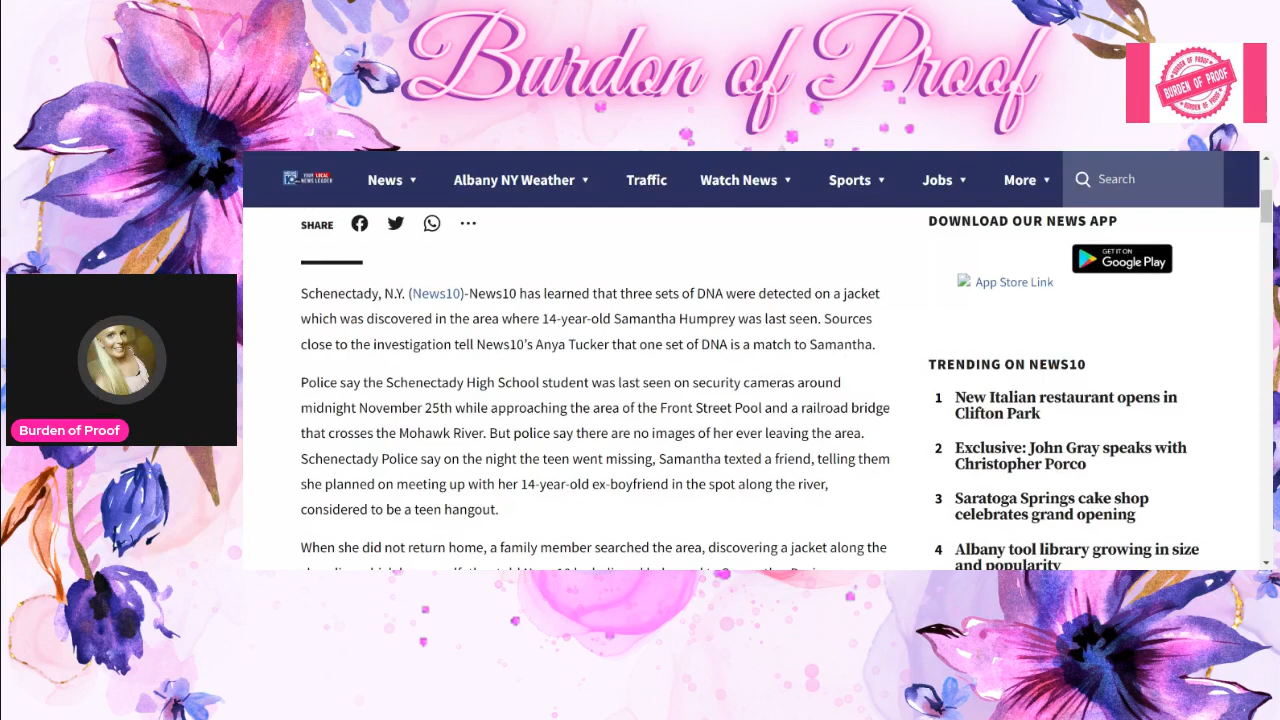 Burden of Proof
BURDEN OF PROOF
BURDEN OF PROOF
BURDEN OF PROOF
YOUR LOCAL
NEWS LEADER
News
Albany NY Weather
Traffic
Watch News
Sports
Jobs
More
Search
SHARE
Schenectady, N.Y. (News10)-News10 has learned that three sets of DNA were detected on a jacket
which was discovered in the area where 14-year-old Samantha Humprey was last seen. Sources
close to the investigation tell News10’s Anya Tucker that one set of DNA is a match to Samantha.
Police say the Schenectady High School student was last seen on security cameras around
midnight November 25th while approaching the area of the Front Street Pool and a railroad bridge
that crosses the Mohawk River. But police say there are no images of her ever leaving the area.
Schenectady Police say on the night the teen went missing, Samantha texted a friend, telling them
she planned on meeting up with her 14-year-old ex-boyfriend in the spot along the river,
considered to be a teen hangout.
When she did not return home, a family member searched the area, discovering a jacket along the
DOWNLOAD OUR NEWS APP
GET IT ON
Google Play
App Store Link
TRENDING ON NEWS10
1 New Italian restaurant opens in
Clifton Park
2 Exclusive: John Gray speaks with
Christopher Porco
3 Saratoga Springs cake shop
celebrates grand opening
4 Albany tool library growing in size
and popularity
Burden of Proof